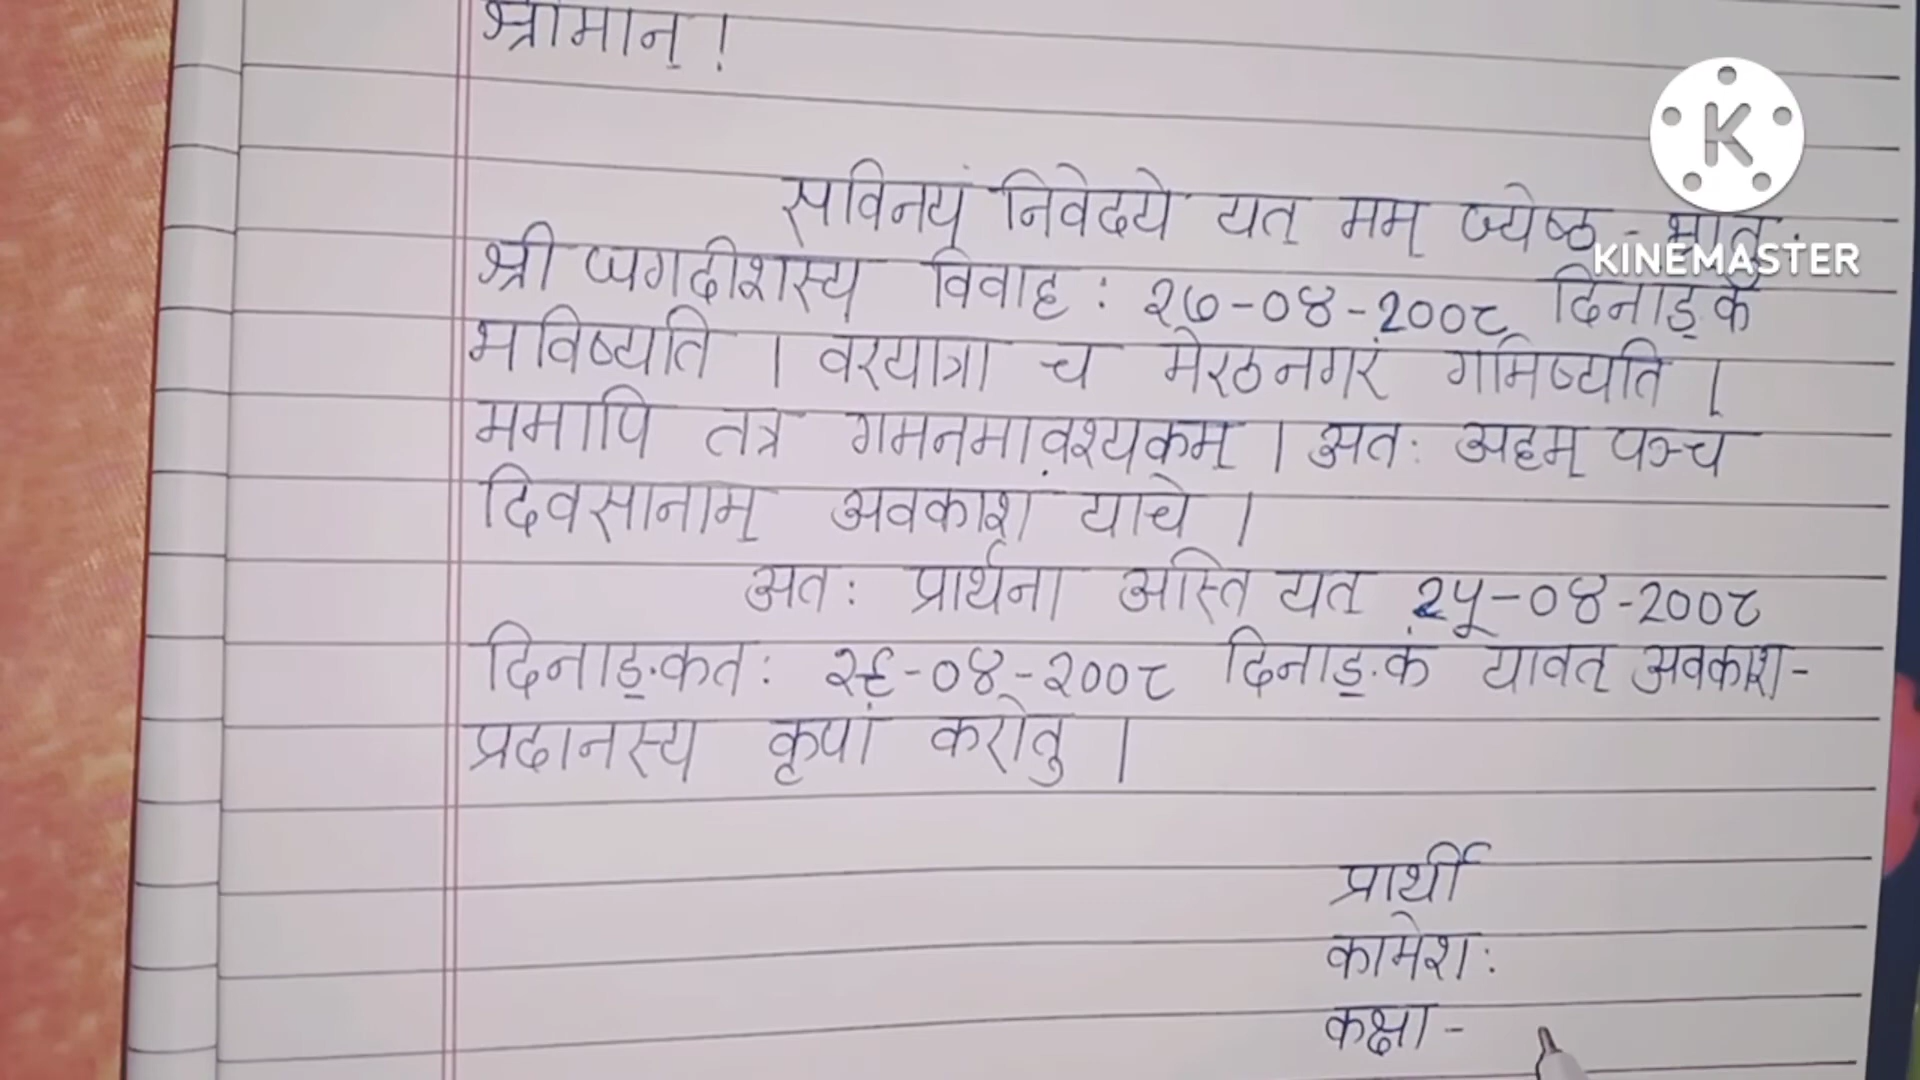 श्रीमान् !
सविनयं निवेदये यत् मम् ज्येष्ठ - भ्रातुः
KINEMASTER
श्री जगदीशस्य विवाह : २७-०४-२००८ दिनाङ्के
भविष्यति । वरयात्रा च मेरठनगरं गमिष्यति ।
ममापि तत्र गमनमावश्यकम् । अतः अहम् पञ्च
दिवसानाम् अवकाशं याचे ।
अतः प्रार्थना अस्ति यत् २५-०४-२००८
दिनाङ्कतः २९-०४-२००८ दिनाङ्कं यावत् अवकाश-
प्रदानस्य कृपां करोतु ।
प्रार्थी
कामेशः
कक्षा -